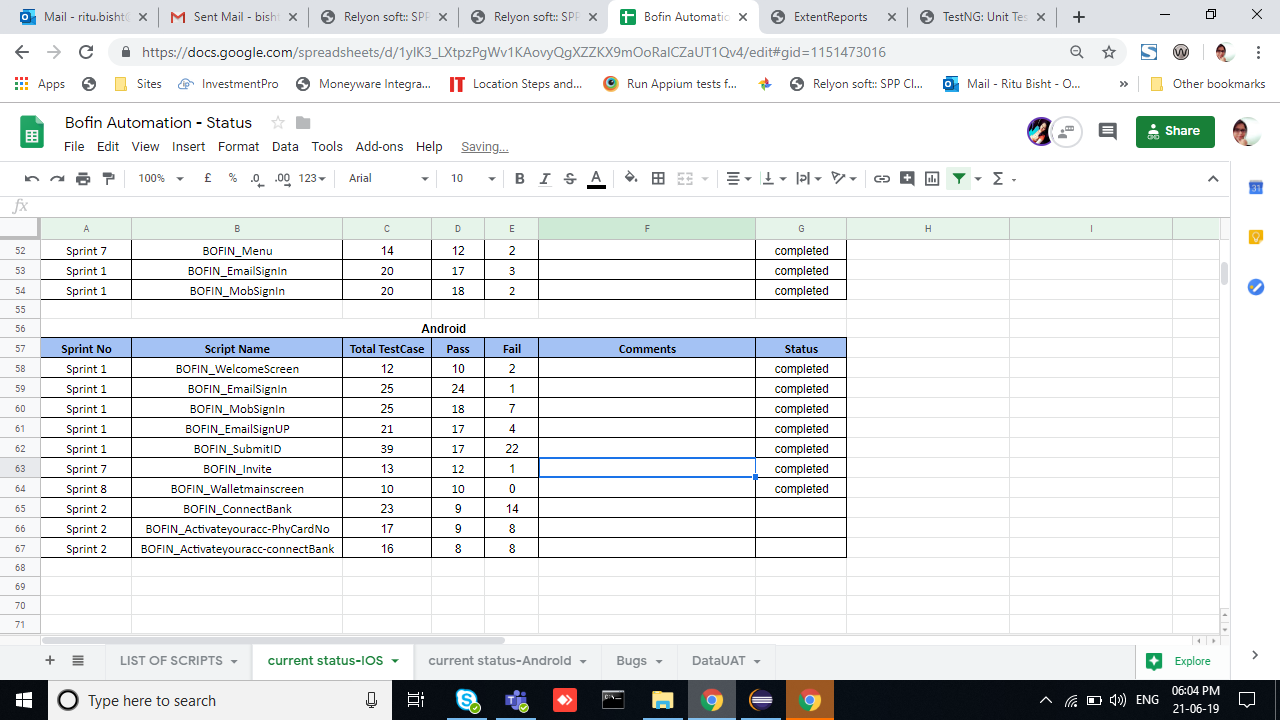 Mail - ritu.bisht
Sent Mail - bish
Relyon soft:: SPP
Relyon soft:: SPP
Bofin Automatic
ExtentReports
TestNG: Unit Tes
https://docs.google.com/spreadsheets/d/1ylK3_LXtpzPgWv1KAovyQgXZZKX9mOoRalCZaUT1Qv4/edit#gid=1151473016
Apps
Sites
InvestmentPro
Moneyware Integra...
Location Steps and...
Run Appium tests f...
Relyon soft:: SPP Cl...
Mail - Ritu Bisht - O...
»
Other bookmarks
Bofin Automation - Status
Share
File Edit View Insert Format Data Tools Add-ons Help Saving...
100% £ % .0 .00 123 Arial 10 B I S A Σ
fx
A B C D E F G H I
52 Sprint 7 BOFIN_Menu 14 12 2 completed
53 Sprint 1 BOFIN_EmailSignIn 20 17 3 completed
54 Sprint 1 BOFIN_MobSignIn 20 18 2 completed
55
56 Android
57 Sprint No Script Name Total TestCase Pass Fail Comments Status
58 Sprint 1 BOFIN_WelcomeScreen 12 10 2 completed
59 Sprint 1 BOFIN_EmailSignIn 25 24 1 completed
60 Sprint 1 BOFIN_MobSignIn 25 18 7 completed
61 Sprint 1 BOFIN_EmailSignUP 21 17 4 completed
62 Sprint 1 BOFIN_SubmitID 39 17 22 completed
63 Sprint 7 BOFIN_Invite 13 12 1 completed
64 Sprint 8 BOFIN_Walletmainscreen 10 10 0 completed
65 Sprint 2 BOFIN_ConnectBank 23 9 14
66 Sprint 2 BOFIN_Activateyouracc-PhyCardNo 17 9 8
67 Sprint 2 BOFIN_Activateyouracc-connectBank 16 8 8
68
69
70
71
31
LIST OF SCRIPTS current status-IOS current status-Android Bugs DataUAT Explore
Type here to search
ENG
06:04 PM
21-06-19